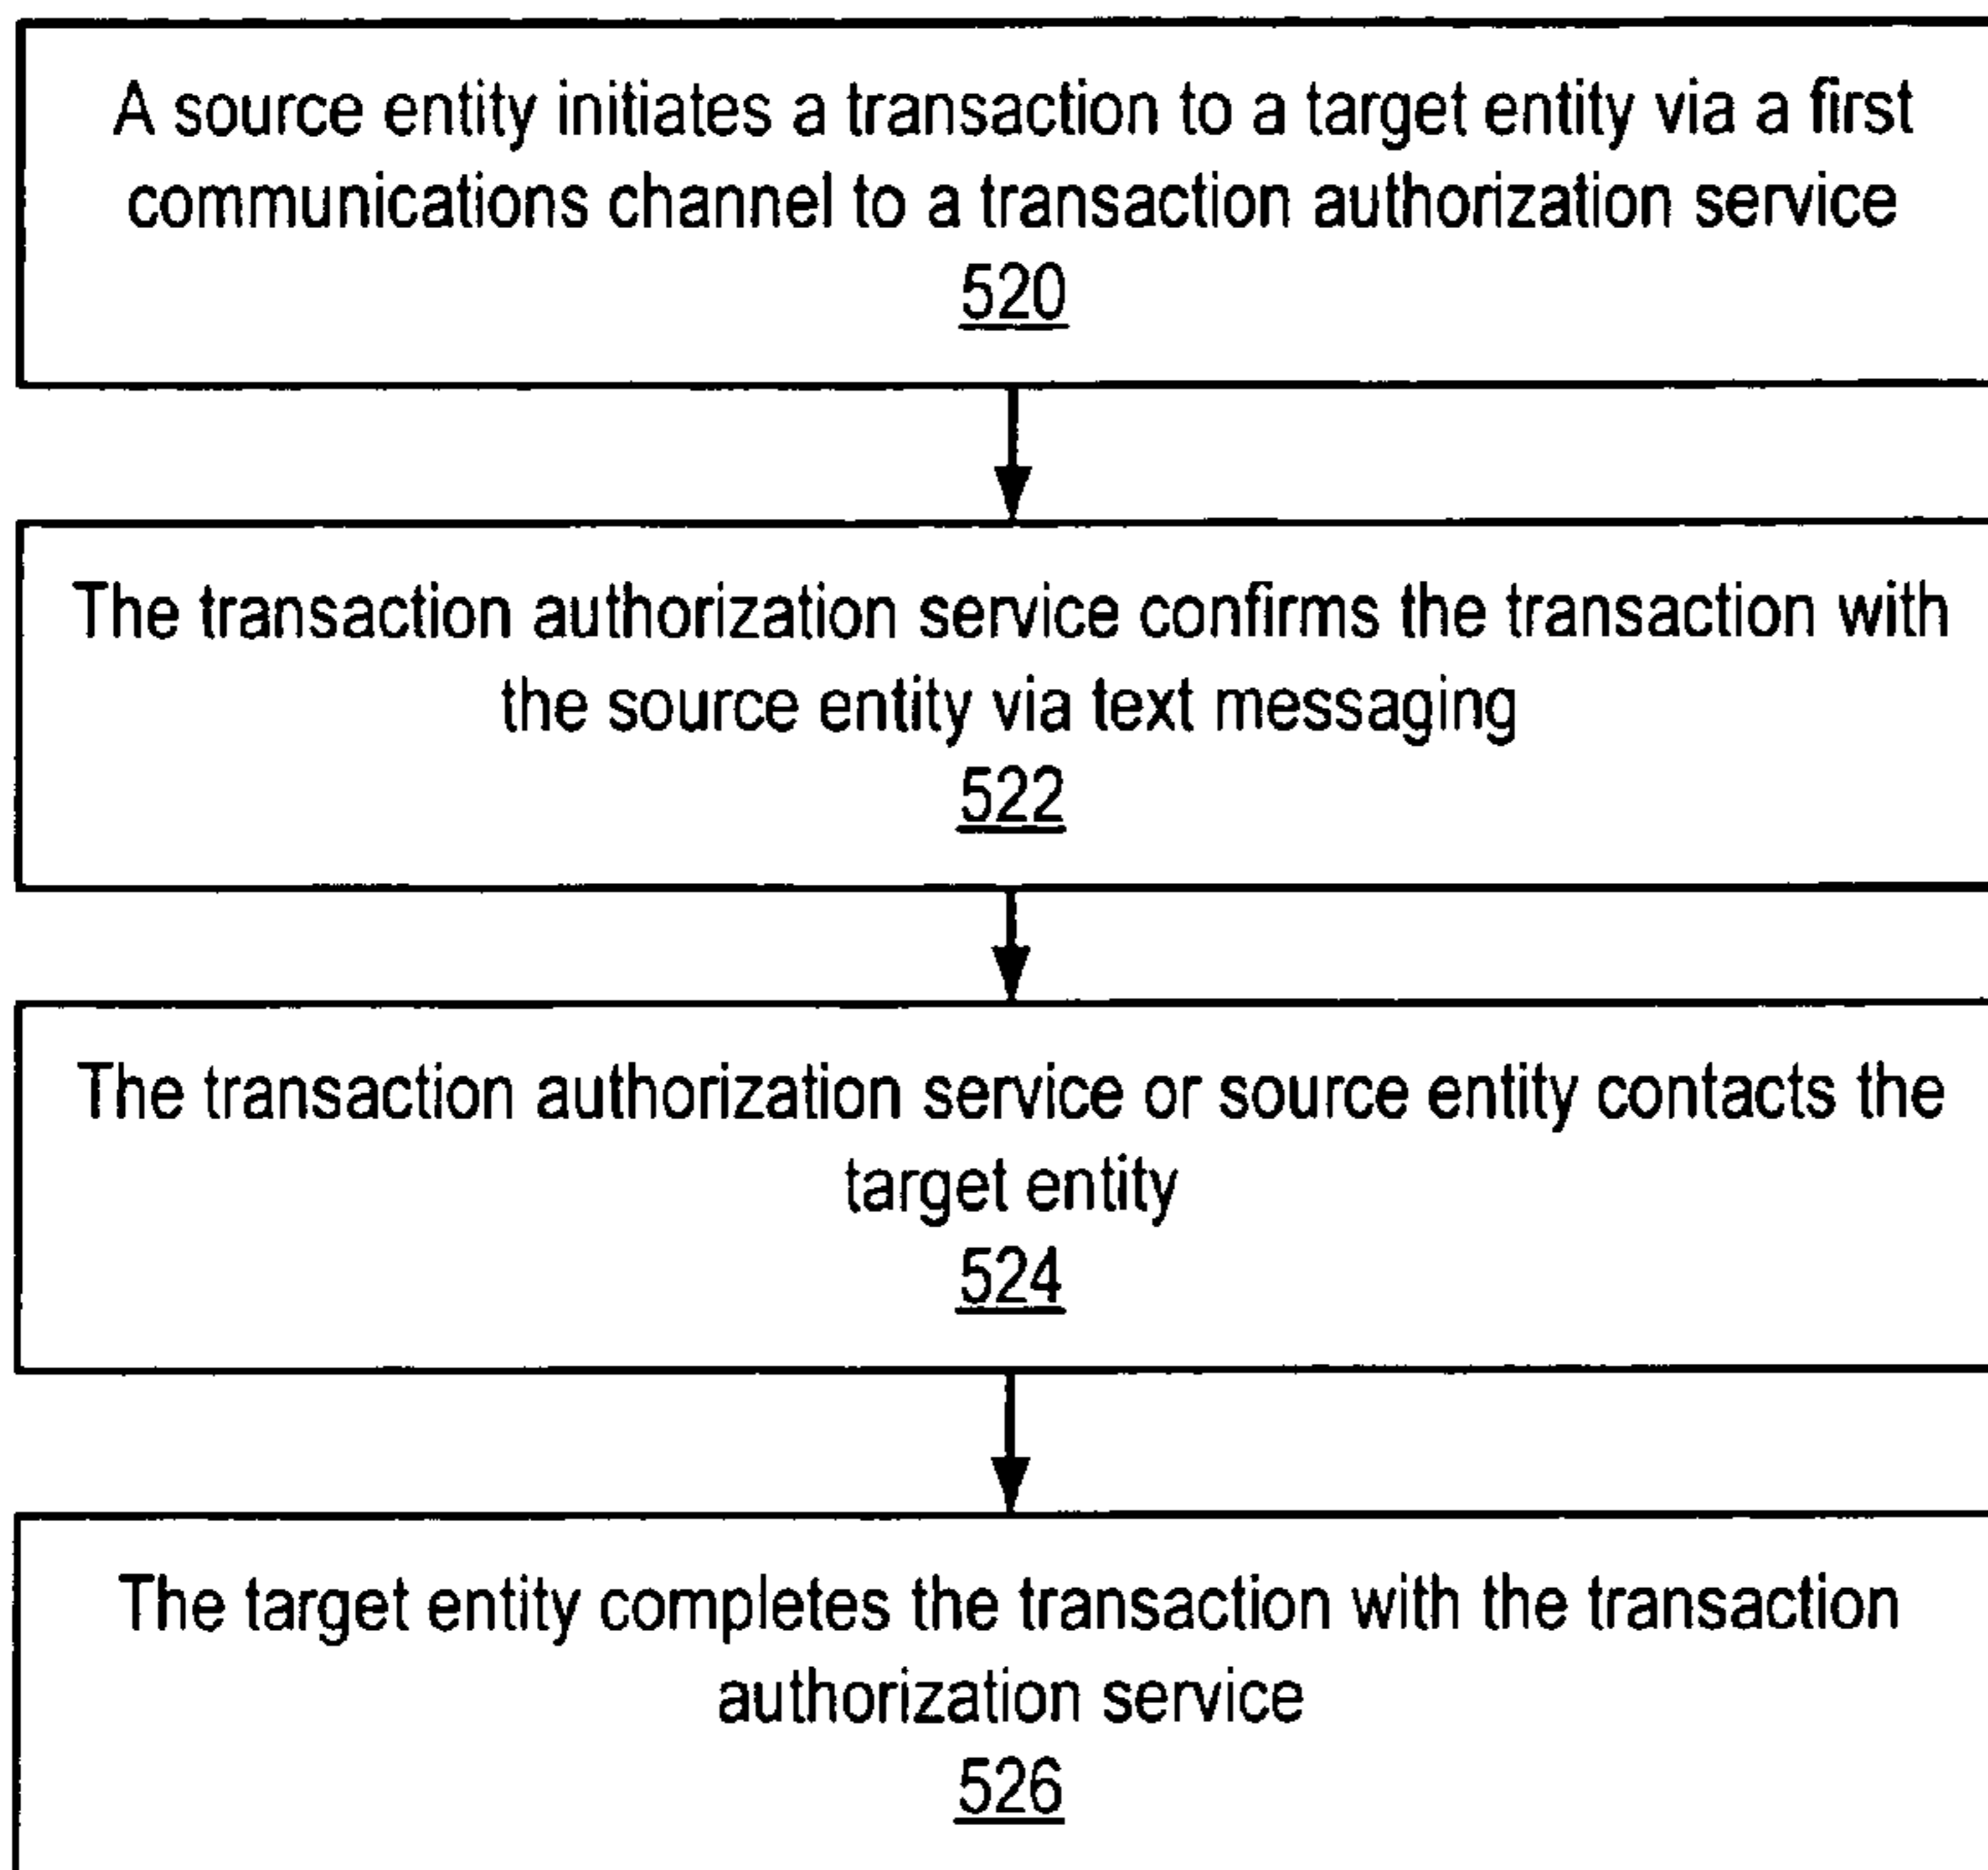 A source entity initiates a transaction to a target entity via a first
communications channel to a transaction authorization service
520
The transaction authorization service confirms the transaction with
the source entity via text messaging
522
The transaction authorization service or source entity contacts the
target entity
524
The target entity completes the transaction with the transaction
authorization service
526